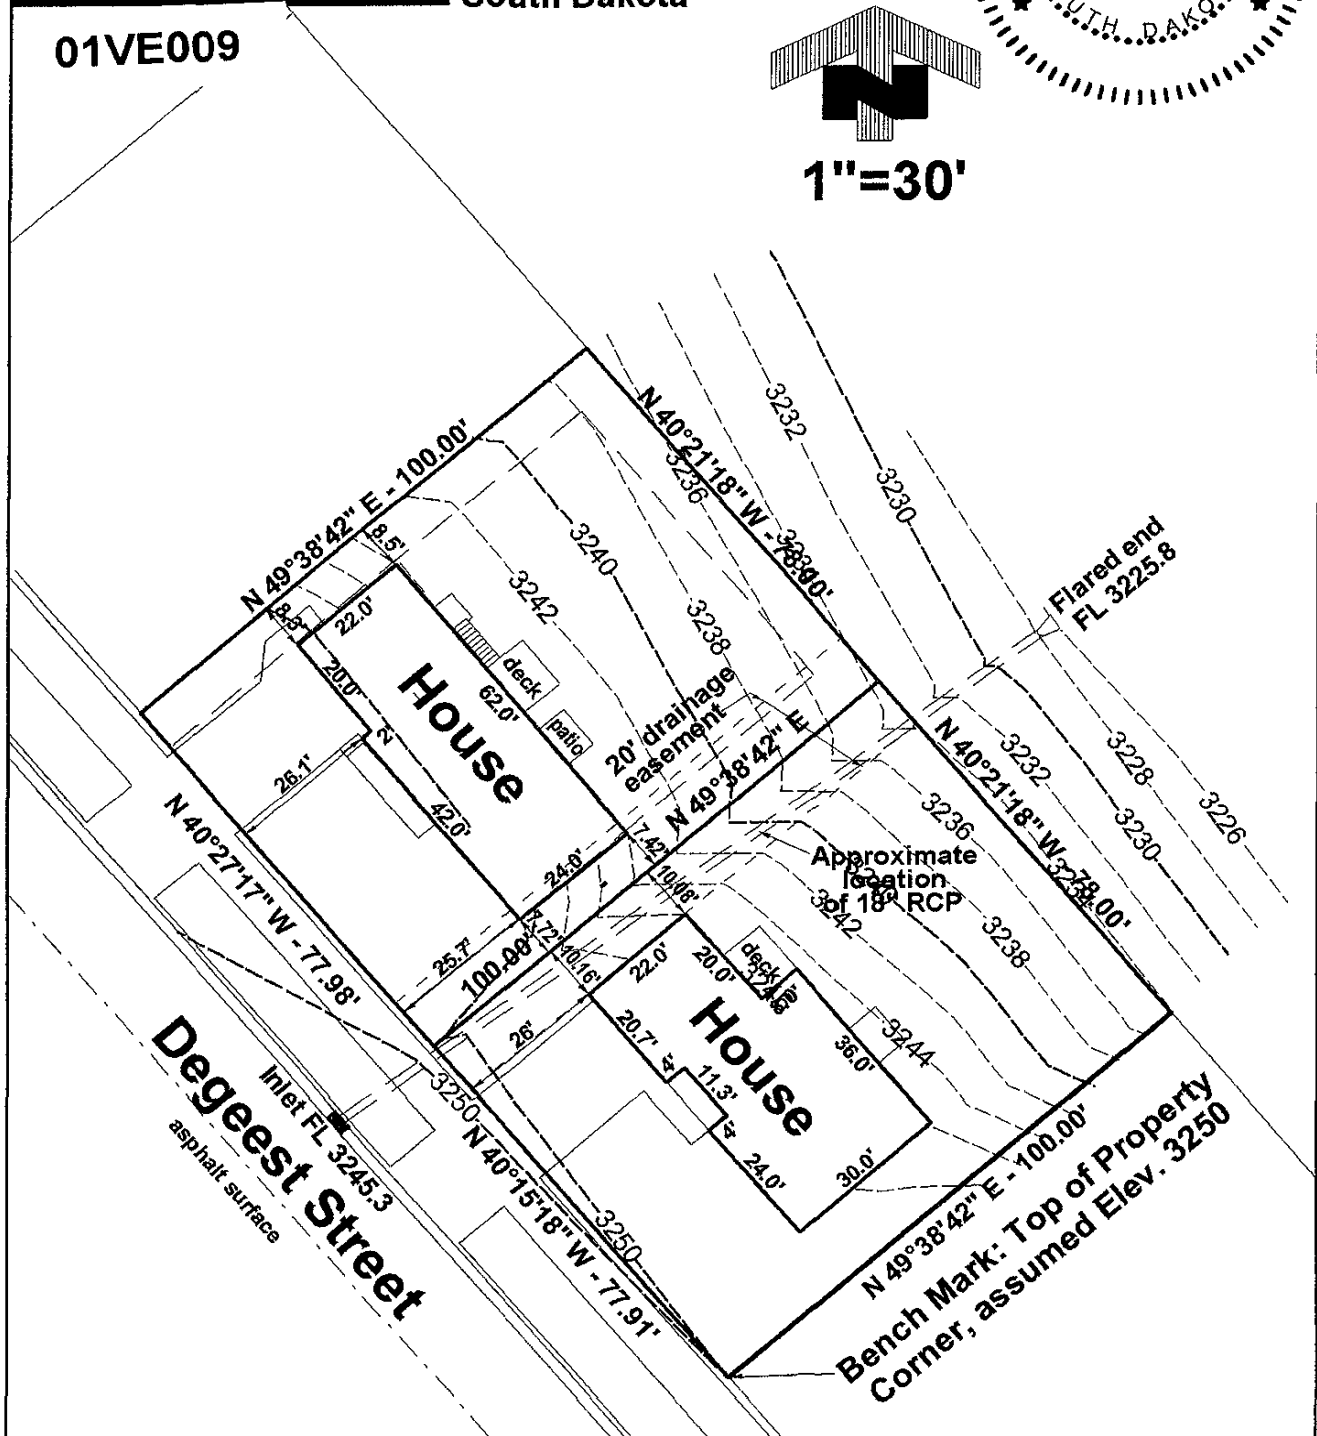 South Dakota
01VE009
UTH DAKO
N
1"=30'
N 49°38'42" E - 100.00'
N 40°21'18" W - 78.00'
3232
3230
3236
3240
3242
3238
Flared end
FL 3225.8
8.5'
8.3'
22.0'
20.0'
2'
House
62.0'
deck
patio
26.1'
42.0'
24.0'
20' drainage
easement
N 49°38'42" E
100.00'
7.42'
10.08'
7.72'
10.16'
25.7'
N 40°27'17" W - 77.98'
N 40°21'18" W - 78.00'
3232
3228
3230
3226
3236
Approximate
location
of 18" RCP
3242
3238
3244
22.0'
20.0'
deck
House
36.0'
26'
20.7'
4'
11.3'
4'
24.0'
30.0'
3250
3250
Inlet FL 3245.3
Degeest Street
asphalt surface
N 40°15'18" W - 77.91'
N 49°38'42" E - 100.00'
Bench Mark: Top of Property
Corner, assumed Elev. 3250